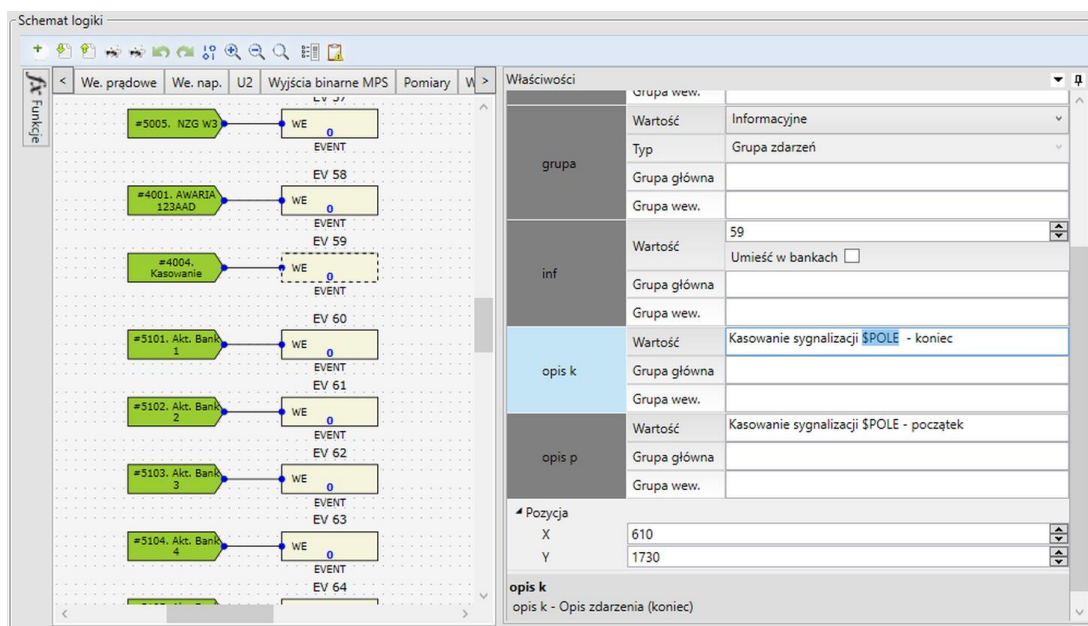 Schemat logiki
fx Funkcje
< We. prądowe We. nap. U2 Wyjścia binarne MPS Pomiary W >
EV 57
#5005. NZG W3
WE
0
EVENT
EV 58
#4001. AWARIA
123AAD
WE
0
EVENT
EV 59
#4004.
Kasowanie
WE
0
EVENT
EV 60
#5101. Akt. Bank
1
WE
0
EVENT
EV 61
#5102. Akt. Bank
2
WE
0
EVENT
EV 62
#5103. Akt. Bank
3
WE
0
EVENT
EV 63
#5104. Akt. Bank
4
WE
0
EVENT
EV 64
Właściwości
Grupa wew.
grupa
Wartość Informacyjne
Typ Grupa zdarzeń
Grupa główna
Grupa wew.
inf
Wartość 59
Umieść w bankach
Grupa główna
Grupa wew.
opis k
Wartość Kasowanie sygnalizacji $POLE - koniec
Grupa główna
Grupa wew.
opis p
Wartość Kasowanie sygnalizacji $POLE - początek
Grupa główna
Grupa wew.
Pozycja
X 610
Y 1730
opis k
opis k - Opis zdarzenia (koniec)